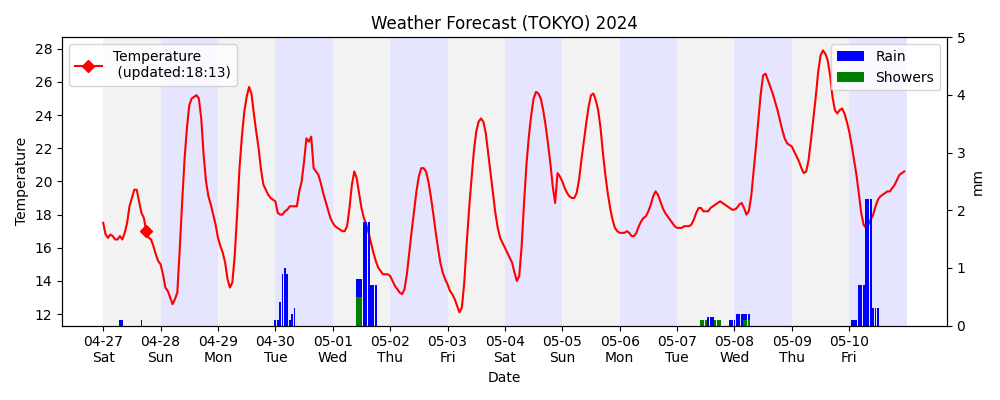 Weather Forecast (TOKYO) 2024
Temperature
(updated:18:13)
Rain
Showers
Temperature
28
26
24
22
20
18
16
14
12
5
4
3
2
1
0
mm
04-27 04-28 04-29 04-30 05-01 05-02 05-03 05-04 05-05 05-06 05-07 05-08 05-09 05-10
Sat Sun Mon Tue Wed Thu Fri Sat Sun Mon Tue Wed Thu Fri
Date